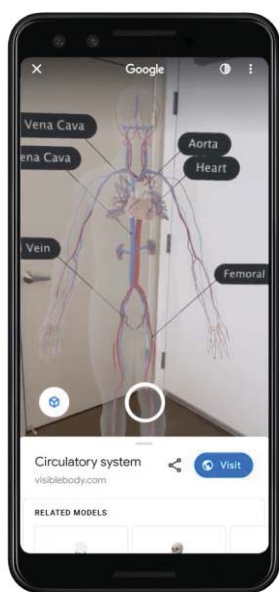 Google
Vena Cava
Aorta
ena Cava
Heart
Vein
Femoral
Circulatory system
Visit
visiblebody.com
RELATED MODELS